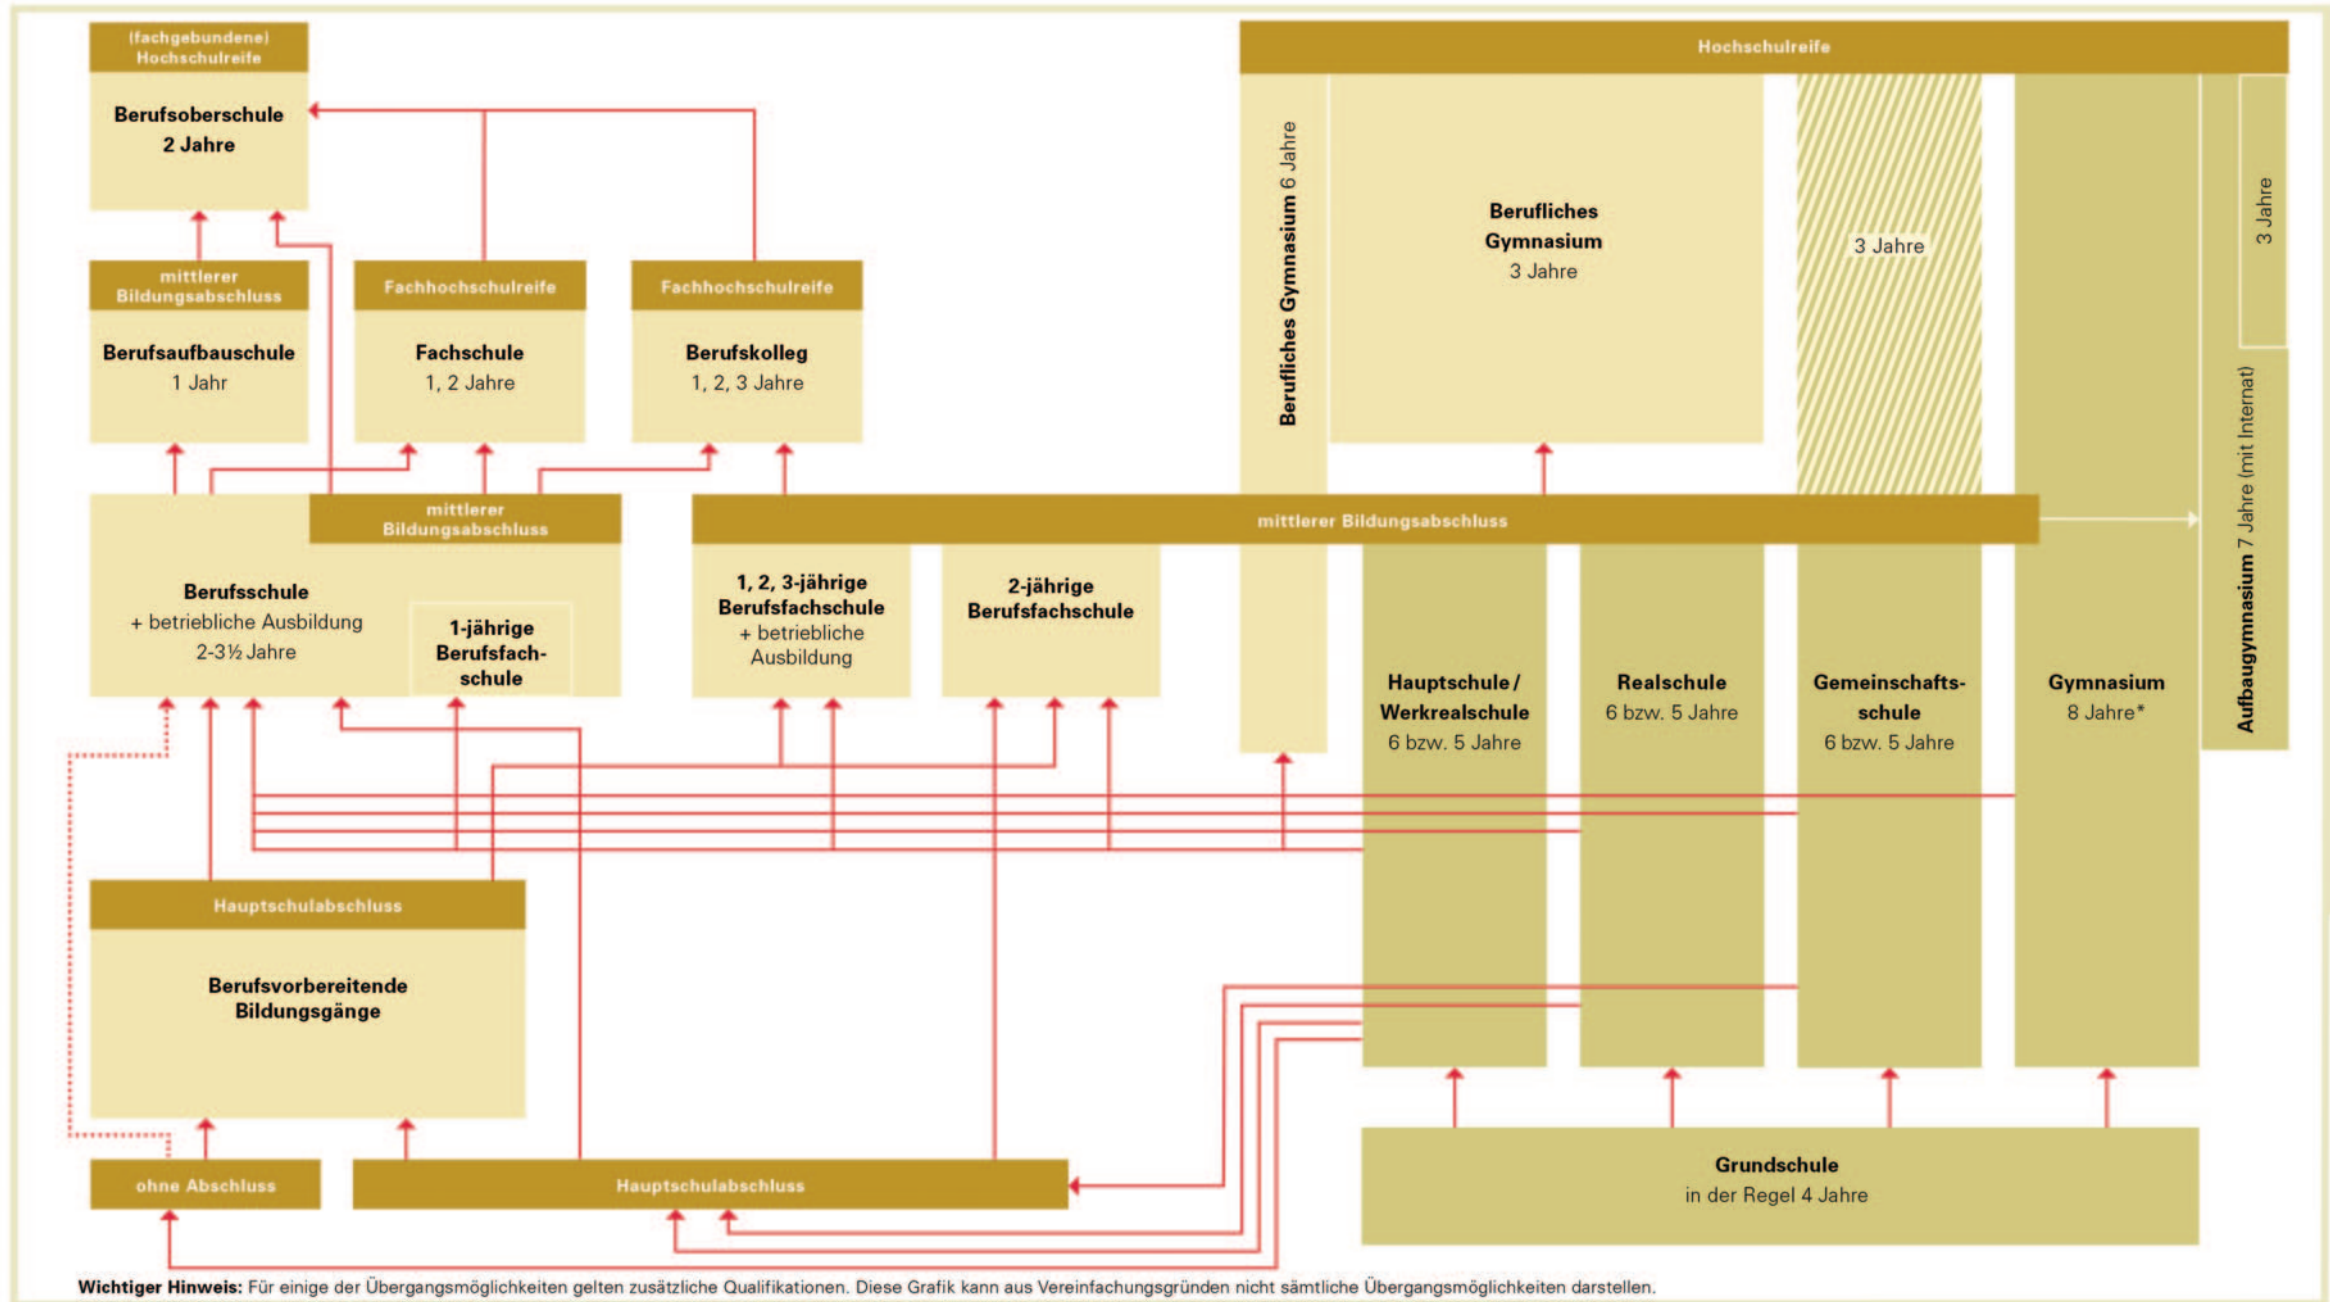 (fachgebundene)
Hochschulreife
Berufsoberschule
2 Jahre
Hochschulreife
Berufliches Gymnasium 6 Jahre
Berufliches
Gymnasium
3 Jahre
3 Jahre
3 Jahre
Aufbaugymnasium 7 Jahre (mit Internat)
mittlerer
Bildungsabschluss
Berufsaufbauschule
1 Jahr
Fachhochschulreife
Fachschule
1, 2 Jahre
Fachhochschulreife
Berufskolleg
1, 2, 3 Jahre
mittlerer
Bildungsabschluss
Berufsschule
+ betriebliche Ausbildung
2-3½ Jahre
1-jährige
Berufsfach-
schule
mittlerer Bildungsabschluss
1, 2, 3-jährige
Berufsfachschule
+ betriebliche
Ausbildung
2-jährige
Berufsfachschule
Hauptschule /
Werkrealschule
6 bzw. 5 Jahre
Realschule
6 bzw. 5 Jahre
Gemeinschafts-
schule
6 bzw. 5 Jahre
Gymnasium
8 Jahre*
Hauptschulabschluss
Berufsvorbereitende
Bildungsgänge
ohne Abschluss
Hauptschulabschluss
Grundschule
in der Regel 4 Jahre
Wichtiger Hinweis: Für einige der Übergangsmöglichkeiten gelten zusätzliche Qualifikationen. Diese Grafik kann aus Vereinfachungsgründen nicht sämtliche Übergangsmöglichkeiten darstellen.